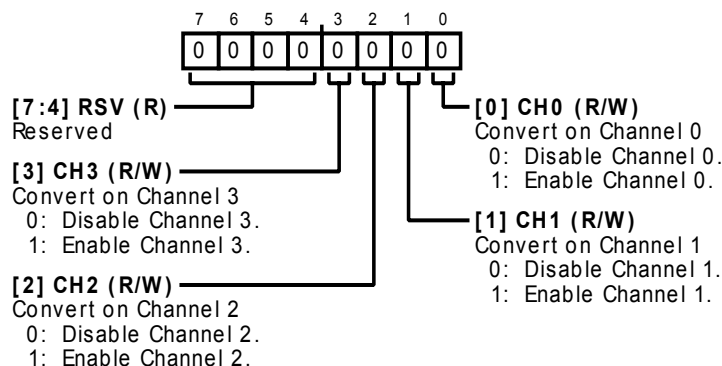 7 6 5 4 3 2 1 0
0 0 0 0 0 0 0 0
[7:4] RSV (R)
Reserved
[3] CH3 (R/W)
Convert on Channel 3
0: Disable Channel 3.
1: Enable Channel 3.
[2] CH2 (R/W)
Convert on Channel 2
0: Disable Channel 2.
1: Enable Channel 2.
[0] CH0 (R/W)
Convert on Channel 0
0: Disable Channel 0.
1: Enable Channel 0.
[1] CH1 (R/W)
Convert on Channel 1
0: Disable Channel 1.
1: Enable Channel 1.